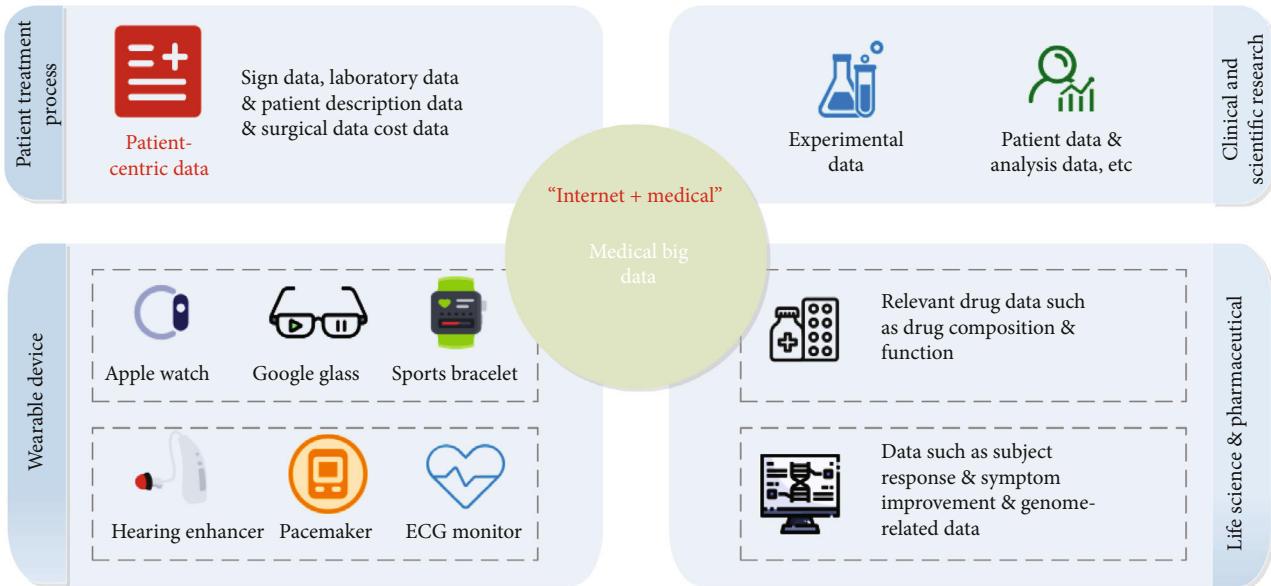 Patient treatment
process
Patient-
centric data
Sign data, laboratory data
& patient description data
& surgical data cost data
Experimental
data
Patient data &
analysis data, etc
Clinical and
scientific research
“Internet + medical”
Medical big
data
Wearable device
Apple watch
Google glass
Sports bracelet
Hearing enhancer
Pacemaker
ECG monitor
Relevant drug data such
as drug composition &
function
Data such as subject
response & symptom
improvement & genome-
related data
Life science & pharmaceutical